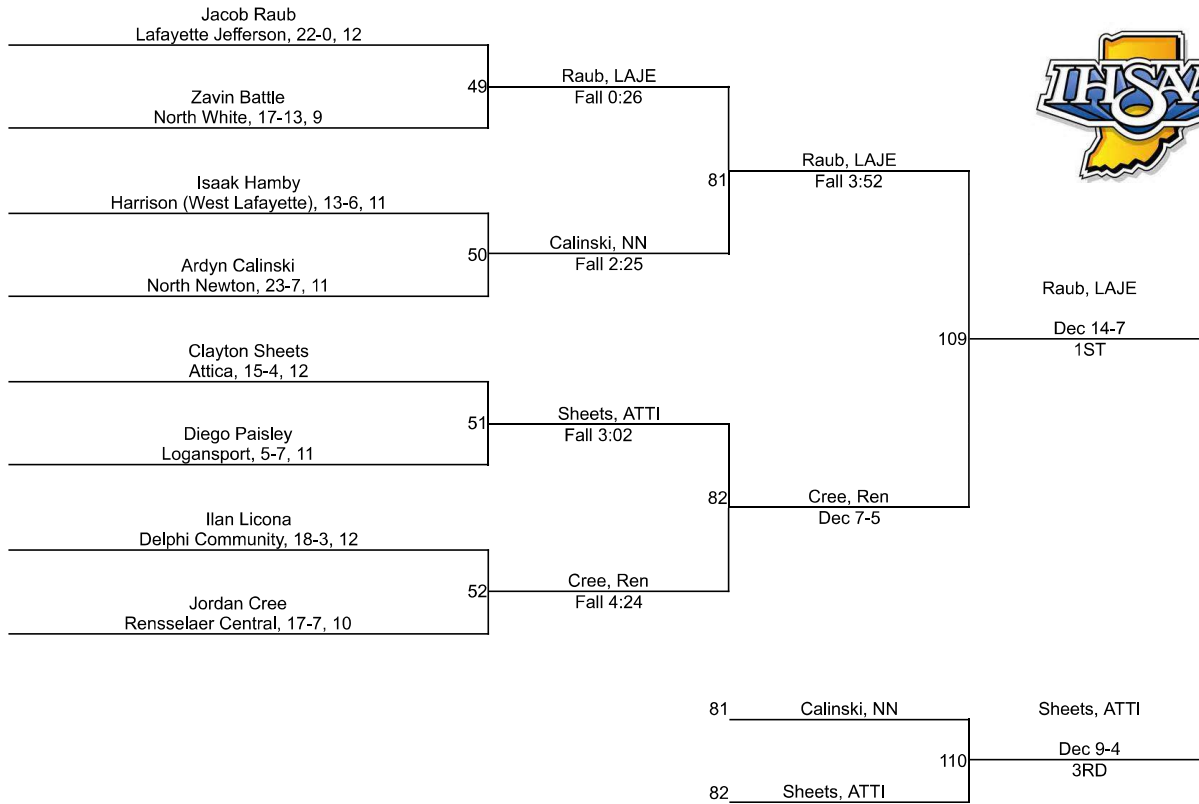 Jacob Raub
Lafayette Jefferson, 22-0, 12
49
Raub, LAJE
Fall 0:26
Zavin Battle
North White, 17-13, 9
IHSAA
81
Raub, LAJE
Fall 3:52
Isaak Hamby
Harrison (West Lafayette), 13-6, 11
50
Calinski, NN
Fall 2:25
Ardyn Calinski
North Newton, 23-7, 11
109
Raub, LAJE
Dec 14-7
1ST
Clayton Sheets
Attica, 15-4, 12
51
Sheets, ATTI
Fall 3:02
Diego Paisley
Logansport, 5-7, 11
82
Cree, Ren
Dec 7-5
Ilan Licona
Delphi Community, 18-3, 12
52
Cree, Ren
Fall 4:24
Jordan Cree
Rensselaer Central, 17-7, 10
81
Calinski, NN
110
Sheets, ATTI
Dec 9-4
3RD
82
Sheets, ATTI